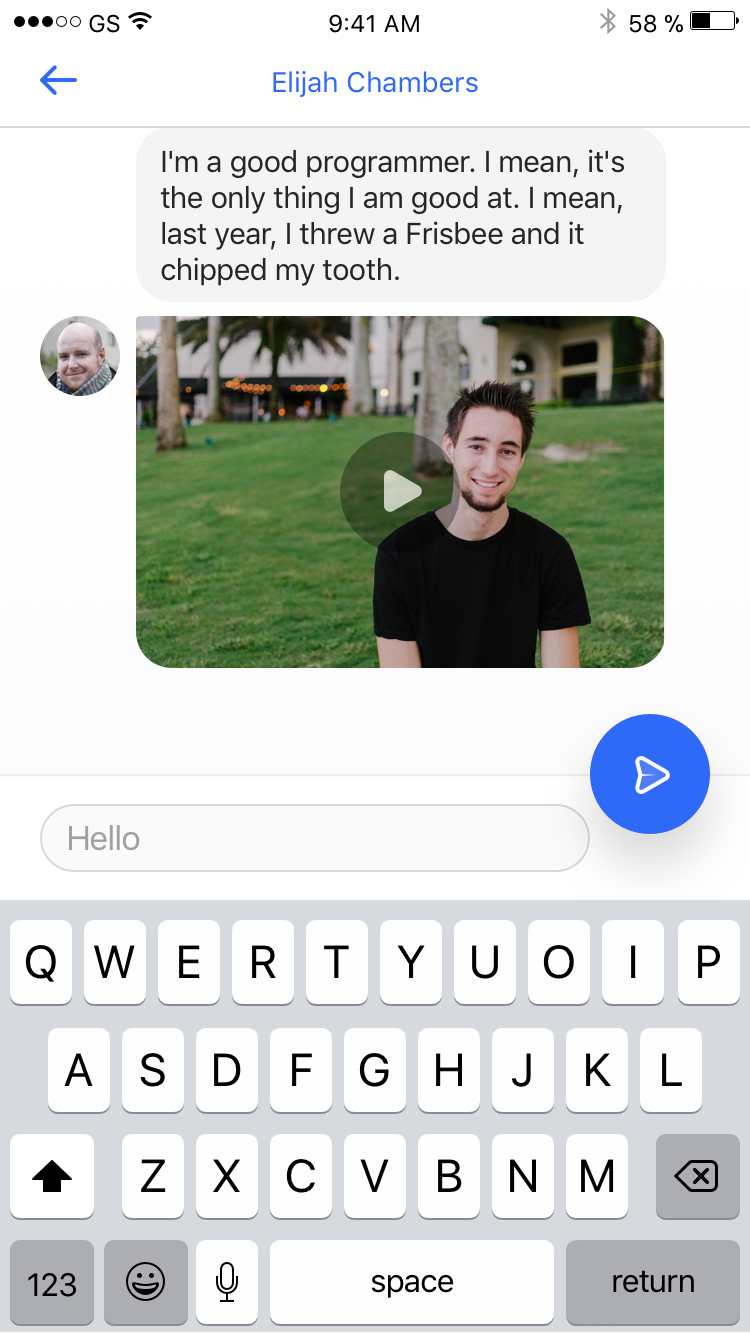 GS 9:41 AM 58 %
Elijah Chambers
I'm a good programmer. I mean, it's
the only thing I am good at. I mean,
last year, I threw a Frisbee and it
chipped my tooth.
Hello
Q W E R T Y U O I P
A S D F G H J K L
Z X C V B N M
123 space return